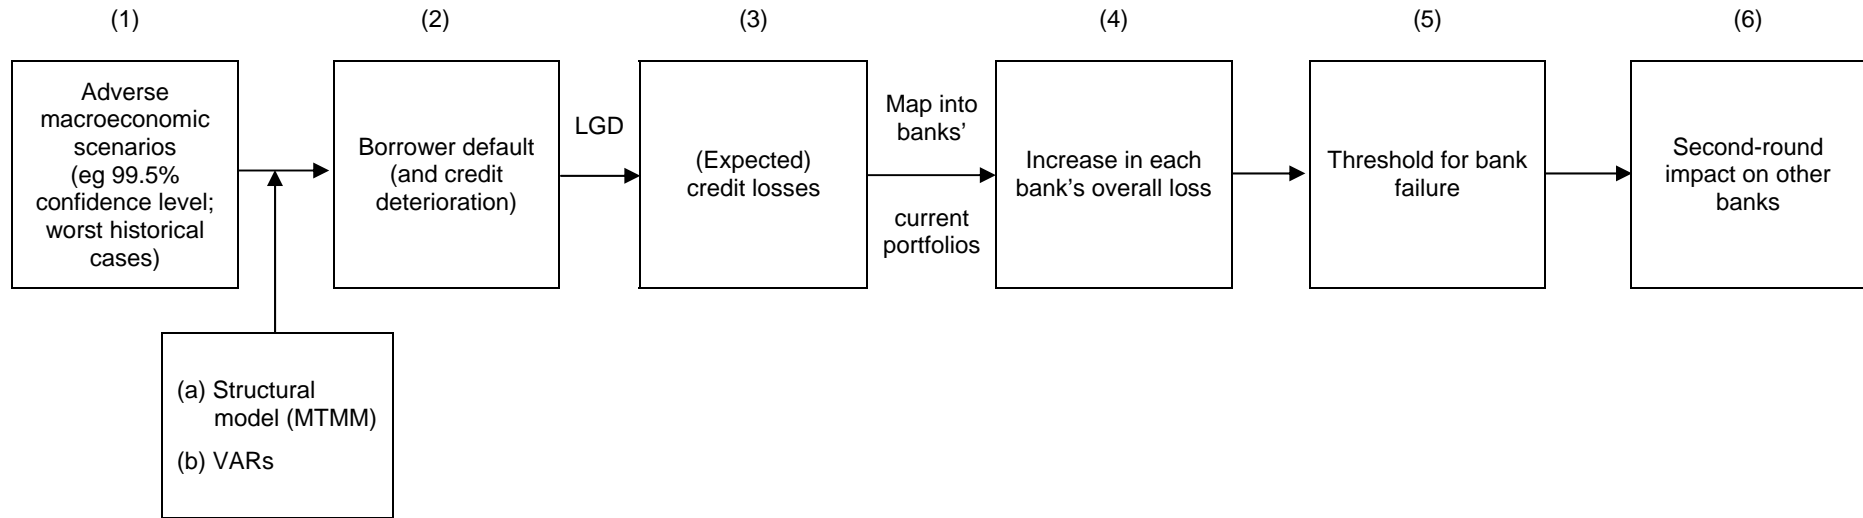 (1)
(2)
(3)
(4)
(5)
(6)
Adverse
macroeconomic
scenarios
(eg 99.5%
confidence level;
worst historical
cases)
Borrower default
(and credit
deterioration)
LGD
(Expected)
credit losses
Map into
banks’
current
portfolios
Increase in each
bank’s overall loss
Threshold for bank
failure
Second-round
impact on other
banks
(a) Structural
model (MTMM)
(b) VARs